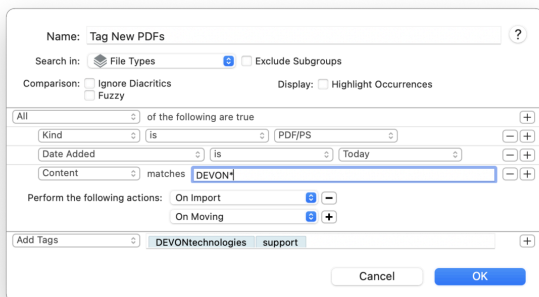 Name: Tag New PDFs ?
Search in: File Types Exclude Subgroups
Comparison: Ignore Diacritics Display: Highlight Occurrences
Fuzzy
All of the following are true +
Kind is PDF/PS − +
Date Added is Today − +
Content matches DEVON* − +
Perform the following actions: On Import −
On Moving +
Add Tags DEVONtechnologies support +
Cancel OK